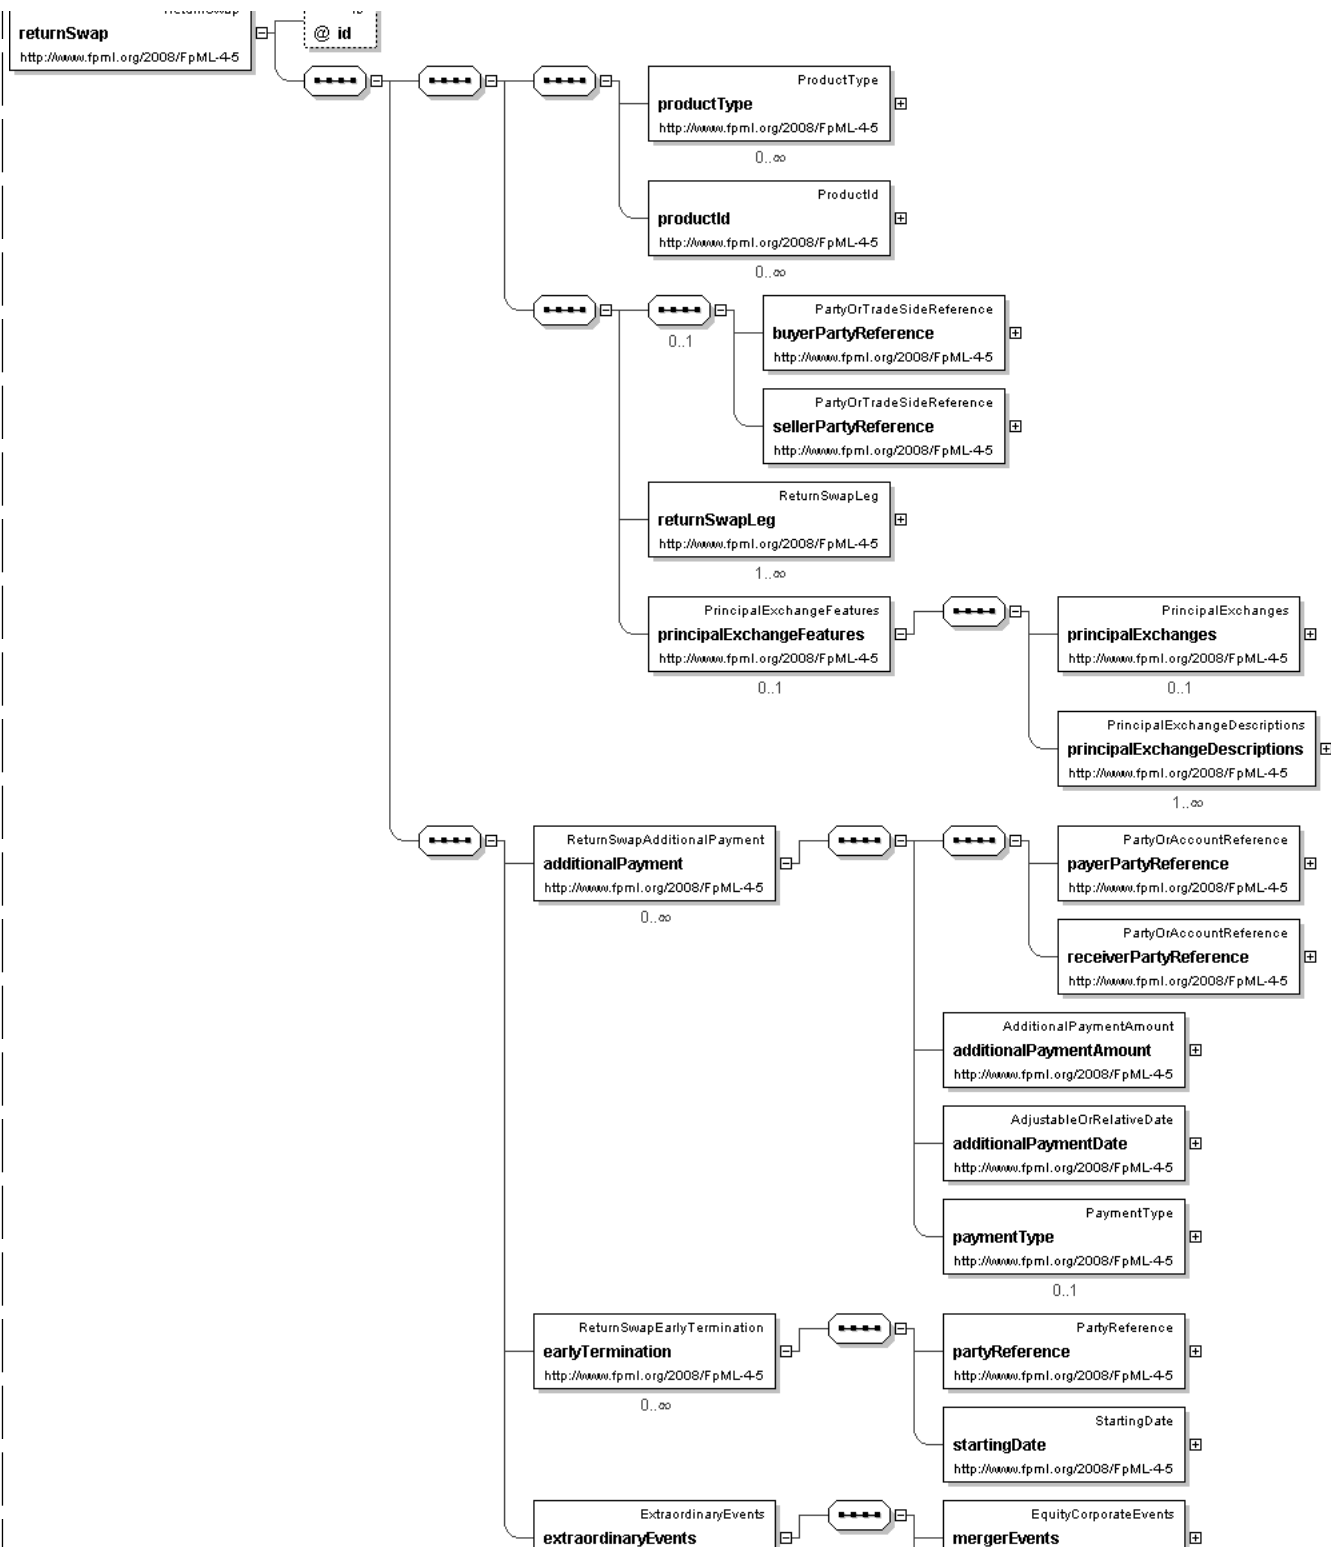 returnSwap
http://www.fpml.org/2008/FpML-4-5
@ id
ProductType
productType
http://www.fpml.org/2008/FpML-4-5
0..∞
ProductId
productId
http://www.fpml.org/2008/FpML-4-5
0..∞
PartyOrTradeSideReference
buyerPartyReference
http://www.fpml.org/2008/FpML-4-5
0..1
PartyOrTradeSideReference
sellerPartyReference
http://www.fpml.org/2008/FpML-4-5
ReturnSwapLeg
returnSwapLeg
http://www.fpml.org/2008/FpML-4-5
1..∞
PrincipalExchangeFeatures
principalExchangeFeatures
http://www.fpml.org/2008/FpML-4-5
0..1
PrincipalExchanges
principalExchanges
http://www.fpml.org/2008/FpML-4-5
0..1
PrincipalExchangeDescriptions
principalExchangeDescriptions
http://www.fpml.org/2008/FpML-4-5
1..∞
ReturnSwapAdditionalPayment
additionalPayment
http://www.fpml.org/2008/FpML-4-5
0..∞
PartyOrAccountReference
payerPartyReference
http://www.fpml.org/2008/FpML-4-5
PartyOrAccountReference
receiverPartyReference
http://www.fpml.org/2008/FpML-4-5
AdditionalPaymentAmount
additionalPaymentAmount
http://www.fpml.org/2008/FpML-4-5
AdjustableOrRelativeDate
additionalPaymentDate
http://www.fpml.org/2008/FpML-4-5
PaymentType
paymentType
http://www.fpml.org/2008/FpML-4-5
0..1
ReturnSwapEarlyTermination
earlyTermination
http://www.fpml.org/2008/FpML-4-5
0..∞
PartyReference
partyReference
http://www.fpml.org/2008/FpML-4-5
StartingDate
startingDate
http://www.fpml.org/2008/FpML-4-5
ExtraordinaryEvents
extraordinaryEvents
EquityCorporateEvents
mergerEvents